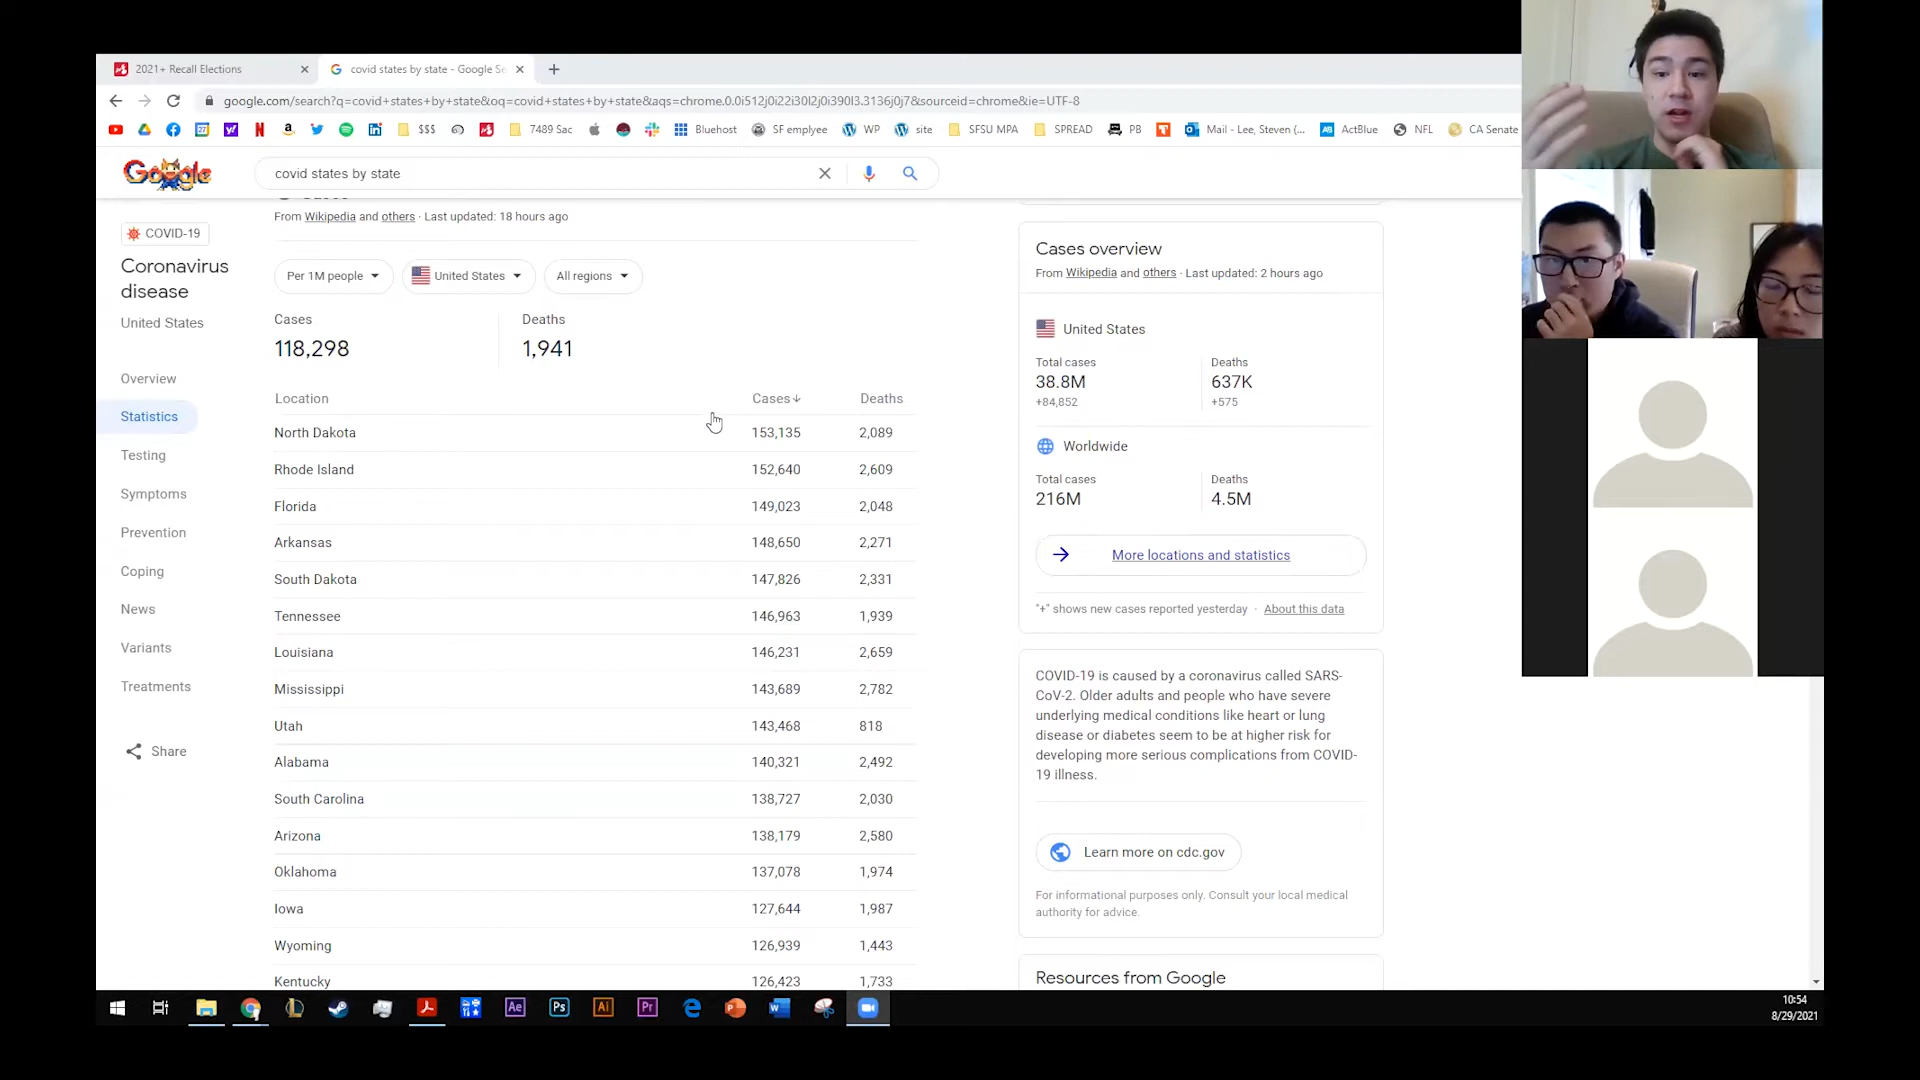 2021+ Recall Elections
covid states by state - Google Se
google.com/search?q=covid+states+by+state&oq=covid+states+by+state&aqs=chrome.0.0i512j0i22i30l2j0i390l3.3136j0j7&sourceid=chrome&ie=UTF-8
$$$ 7489 Sac Bluehost SF emplyee WP site SFSU MPA SPREAD PB Mail - Lee, Steven (... ActBlue NFL CA Senate
Google
covid states by state
COVID-19
Coronavirus
disease
United States
Overview
Statistics
Testing
Symptoms
Prevention
Coping
News
Variants
Treatments
Share
From Wikipedia and others · Last updated: 18 hours ago
Per 1M people United States All regions
Cases Deaths
118,298 1,941
Location Cases Deaths
North Dakota 153,135 2,089
Rhode Island 152,640 2,609
Florida 149,023 2,048
Arkansas 148,650 2,271
South Dakota 147,826 2,331
Tennessee 146,963 1,939
Louisiana 146,231 2,659
Mississippi 143,689 2,782
Utah 143,468 818
Alabama 140,321 2,492
South Carolina 138,727 2,030
Arizona 138,179 2,580
Oklahoma 137,078 1,974
Iowa 127,644 1,987
Wyoming 126,939 1,443
Kentucky 126,423 1,733
Cases overview
From Wikipedia and others · Last updated: 2 hours ago
United States
Total cases Deaths
38.8M 637K
+84,852 +575
Worldwide
Total cases Deaths
216M 4.5M
More locations and statistics
"+" shows new cases reported yesterday · About this data
COVID-19 is caused by a coronavirus called SARS-
CoV-2. Older adults and people who have severe
underlying medical conditions like heart or lung
disease or diabetes seem to be at higher risk for
developing more serious complications from COVID-
19 illness.
Learn more on cdc.gov
For informational purposes only. Consult your local medical
authority for advice.
Resources from Google
Ae Ps Ai Pr
10:54
8/29/2021